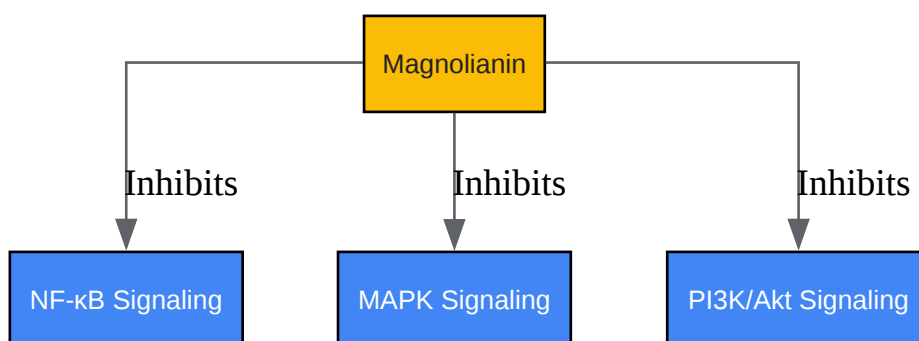 Magnolianin
Inhibits
Inhibits
Inhibits
NF-κB Signaling
MAPK Signaling
PI3K/Akt Signaling